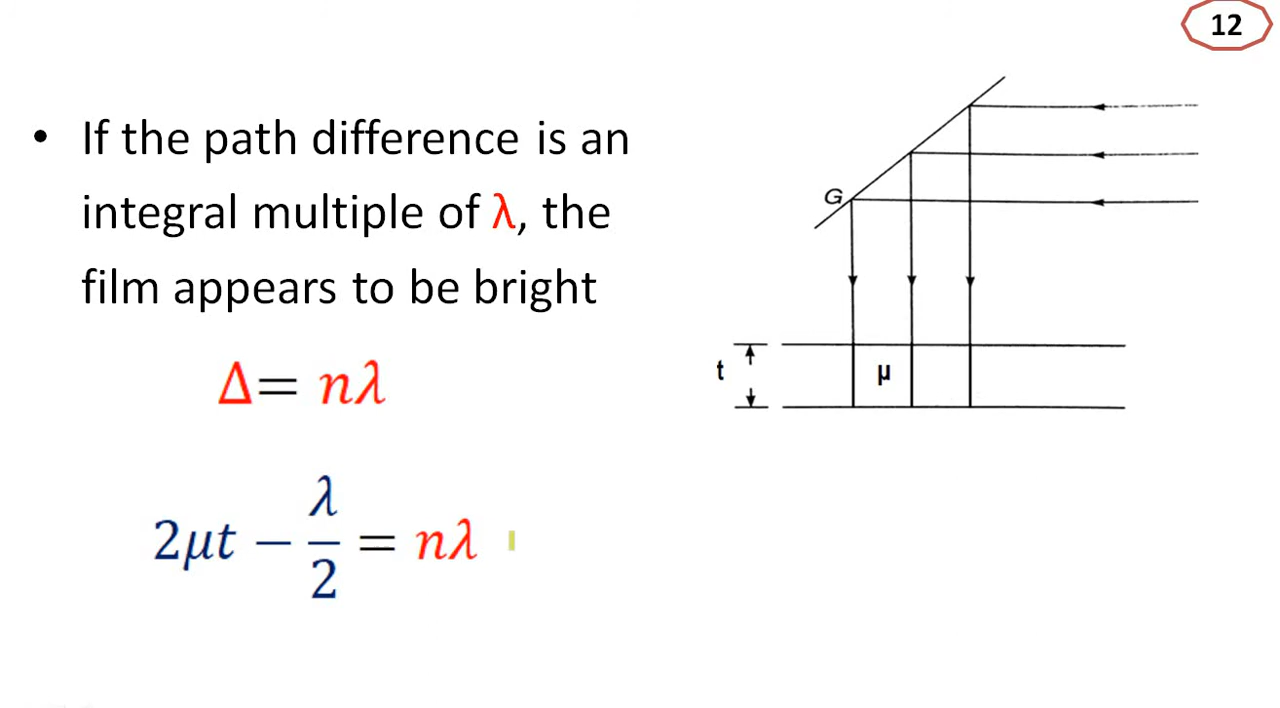 12
• If the path difference is an
integral multiple of λ, the
film appears to be bright
Δ= nλ
2μt − λ/2 = nλ
G
t
μ